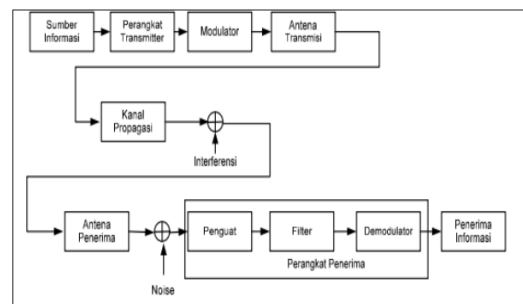 Sumber
Informasi
Perangkat
Transmitter
Modulator
Antena
Transmisi
Kanal
Propagasi
Interferensi
Antena
Penerima
Noise
Penguat
Filter
Demodulator
Perangkat Penerima
Penerima
Informasi